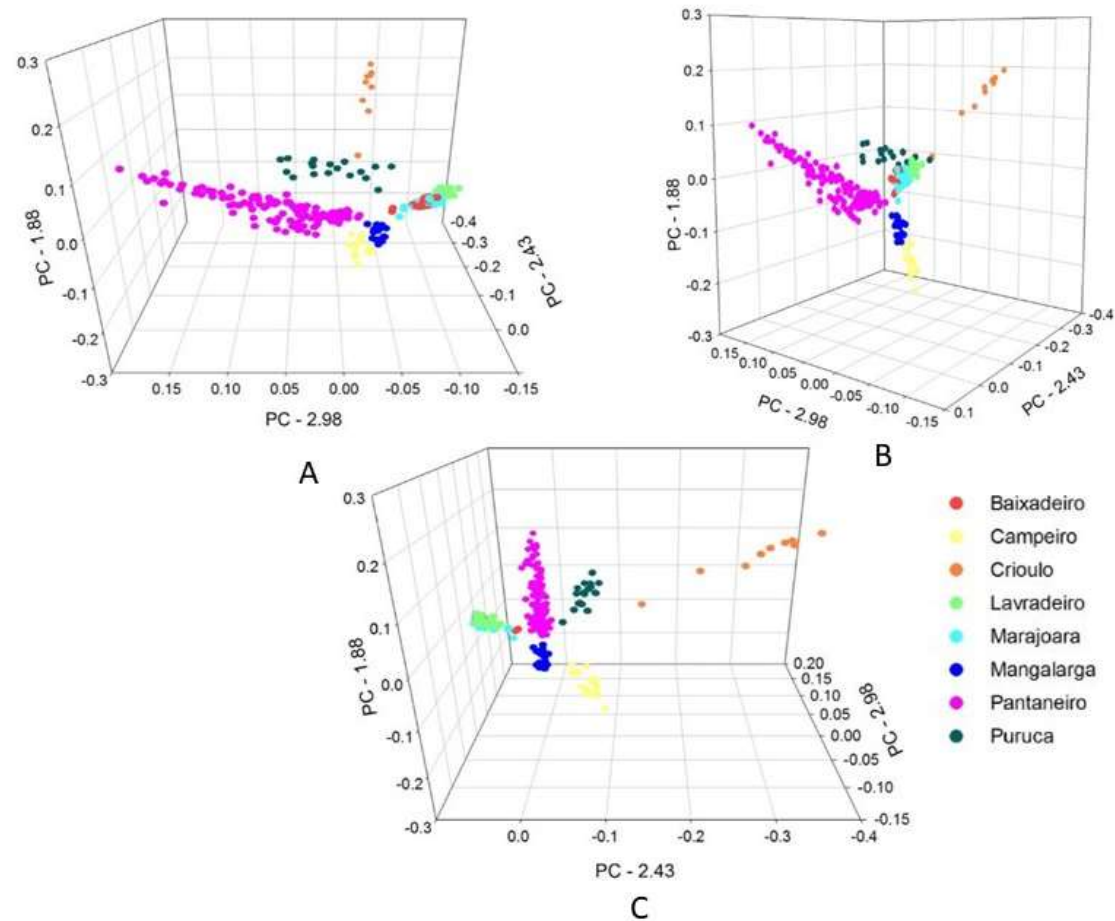 0.3
0.2
0.1
0.0
-0.1
-0.2
-0.3
PC - 1.88
0.15
0.10
0.05
0.00
-0.05
-0.10
-0.15
PC - 2.98
-0.4
-0.3
-0.2
-0.1
0.0
PC - 2.43
A
0.3
0.2
0.1
0.0
-0.1
-0.2
-0.3
PC - 1.88
0.15
0.10
0.05
0.00
-0.05
-0.10
-0.15
PC - 2.98
-0.4
-0.3
-0.2
-0.1
0.0
0.1
PC - 2.43
B
0.3
0.2
0.1
0.0
-0.1
-0.2
-0.3
PC - 1.88
0.0
-0.1
-0.2
-0.3
-0.4
PC - 2.43
0.20
0.15
0.10
0.05
0.00
-0.05
-0.10
-0.15
PC - 2.98
C
Baixadeiro
Campeiro
Crioulo
Lavradeiro
Marajoara
Mangalarga
Pantaneiro
Puruca